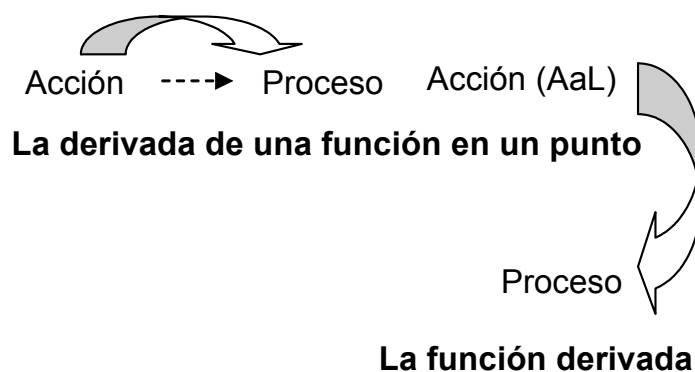 Acción Proceso Acción (AaL)
La derivada de una función en un punto
Proceso
La función derivada